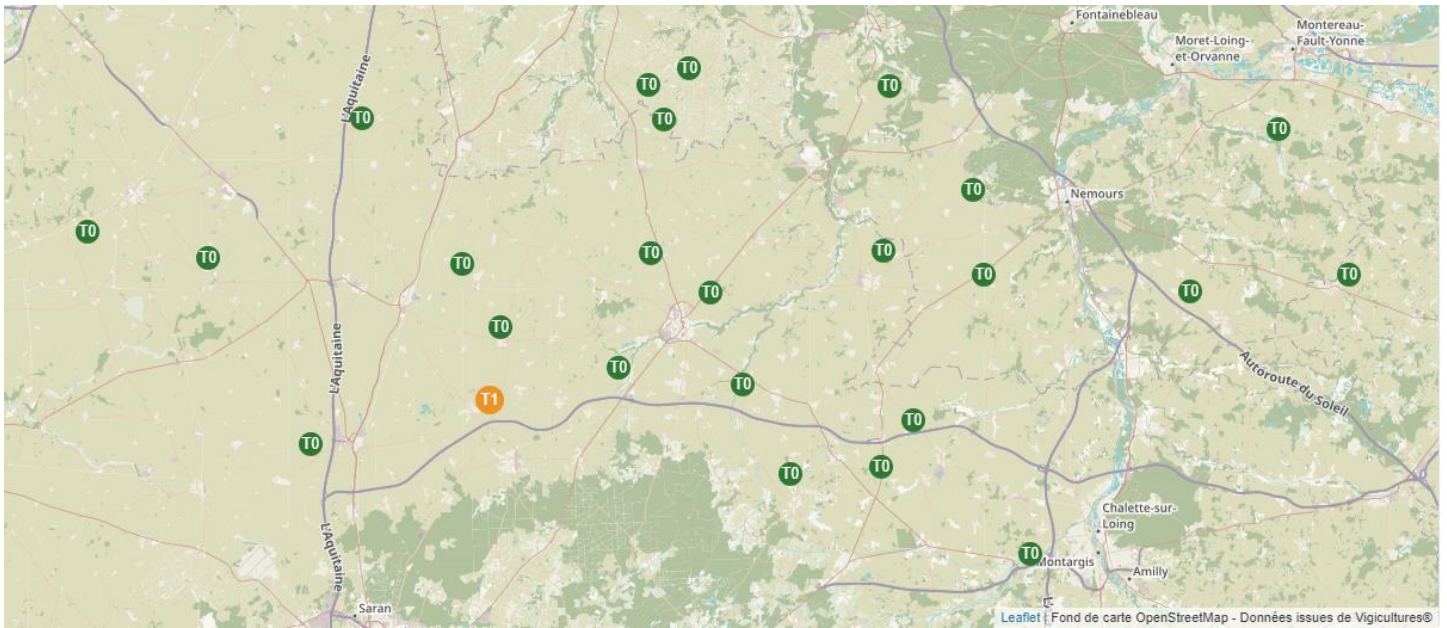 Fontainebleau
Montereau-
Fault-Yonne
Moret-Loing-
et-Orvanne
T0
T0
T0
L'Aquitaine
T0
T0
T0
T0
Nemours
T0
T0
T0
T0
T0
T0
T0
T0
T0
T0
L'Aquitaine
T0
T0
Autoroute du Soleil
T0
T1
T0
T0
T0
T0
Chalette-sur-
Loing
L'Aquitaine
T0
Montargis
Amilly
Saran
Leaflet | Fond de carte OpenStreetMap - Données issues de Vigicultures®